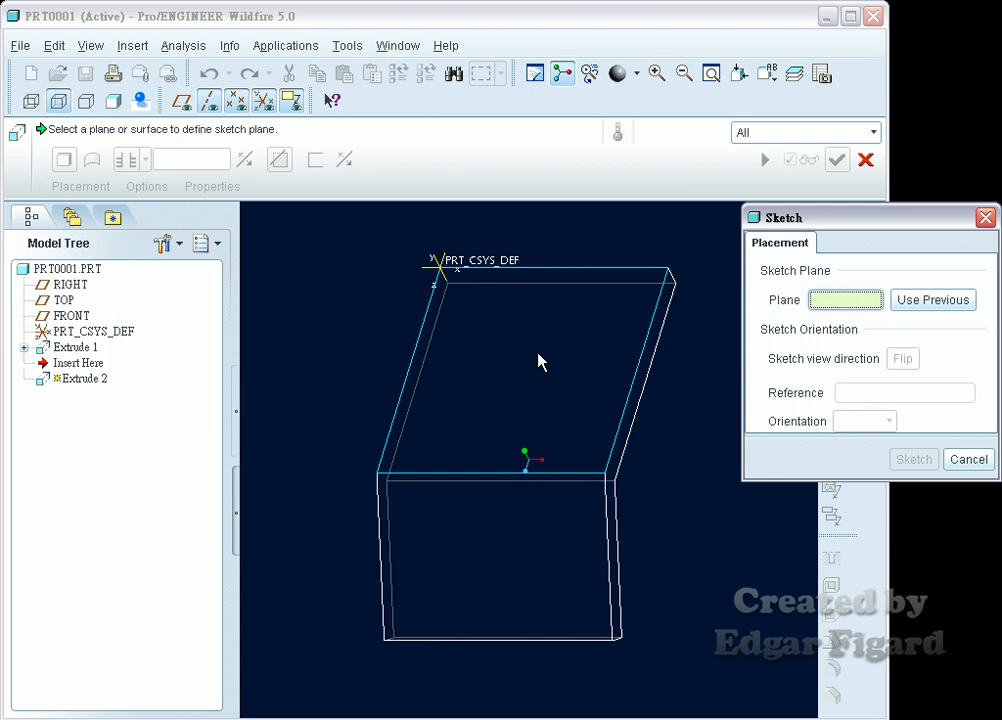 PRT0001 (Active) - Pro/ENGINEER Wildfire 5.0
File Edit View Insert Analysis Info Applications Tools Window Help
Select a plane or surface to define sketch plane.
All
Placement Options Properties
Model Tree
PRT0001.PRT
RIGHT
TOP
FRONT
PRT_CSYS_DEF
Extrude 1
Insert Here
Extrude 2
y
PRT_CSYS_DEF
x
z
Sketch
Placement
Sketch Plane
Plane Use Previous
Sketch Orientation
Sketch view direction Flip
Reference
Orientation
Sketch Cancel
Created by
Edgar Figard